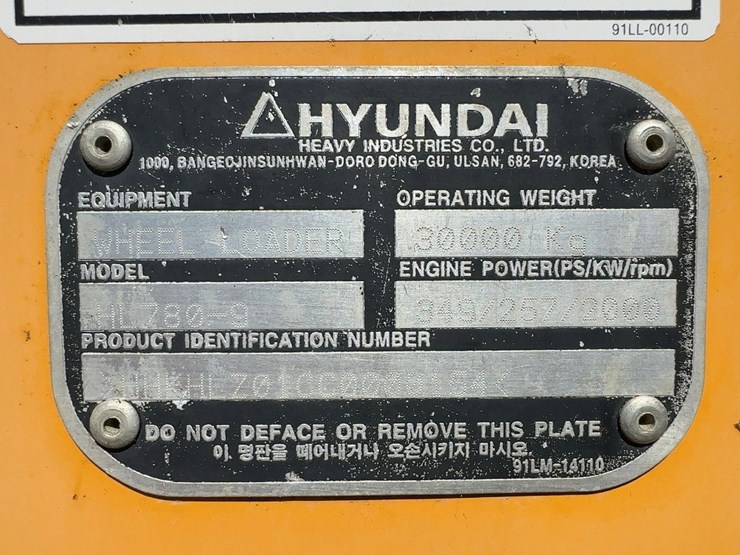 91LL-00110
HYUNDAI
HEAVY INDUSTRIES CO., LTD.
1000, BANGEOJINSUNHWAN-DORO DONG-GU, ULSAN, 682-792, KOREA
EQUIPMENT
OPERATING WEIGHT
WHEEL LOADER
30000 Kg
MODEL
ENGINE POWER(PS/KW/rpm)
HL780-9
349/257/2000
PRODUCT IDENTIFICATION NUMBER
DO NOT DEFACE OR REMOVE THIS PLATE
이 명판을 떼어내거나 오손시키지 마시오.
91LM-14110